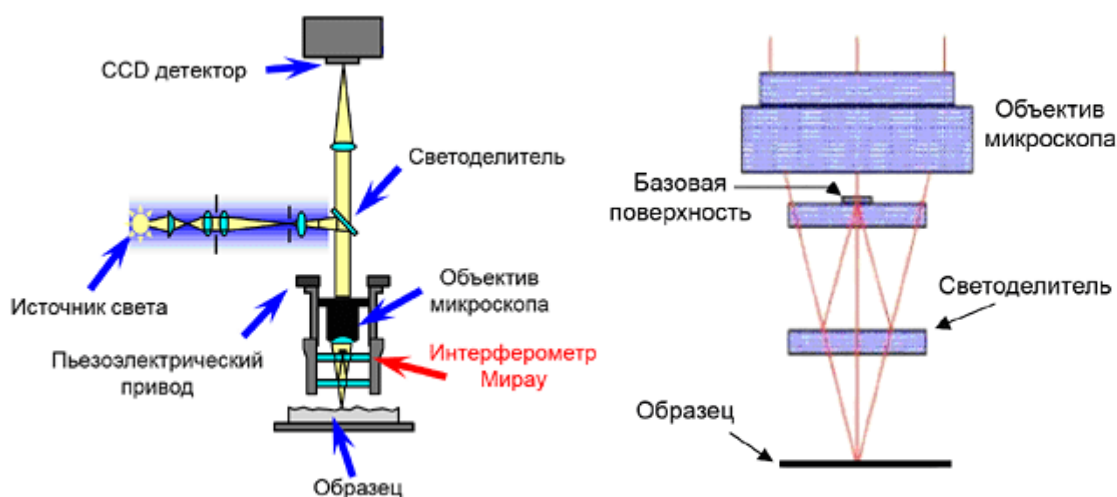 CCD детектор
Светоделитель
Источник света
Объектив
микроскопа
Пьезоэлектрический
привод
Интерферометр
Мирау
Образец
Объектив
микроскопа
Базовая
поверхность
Светоделитель
Образец